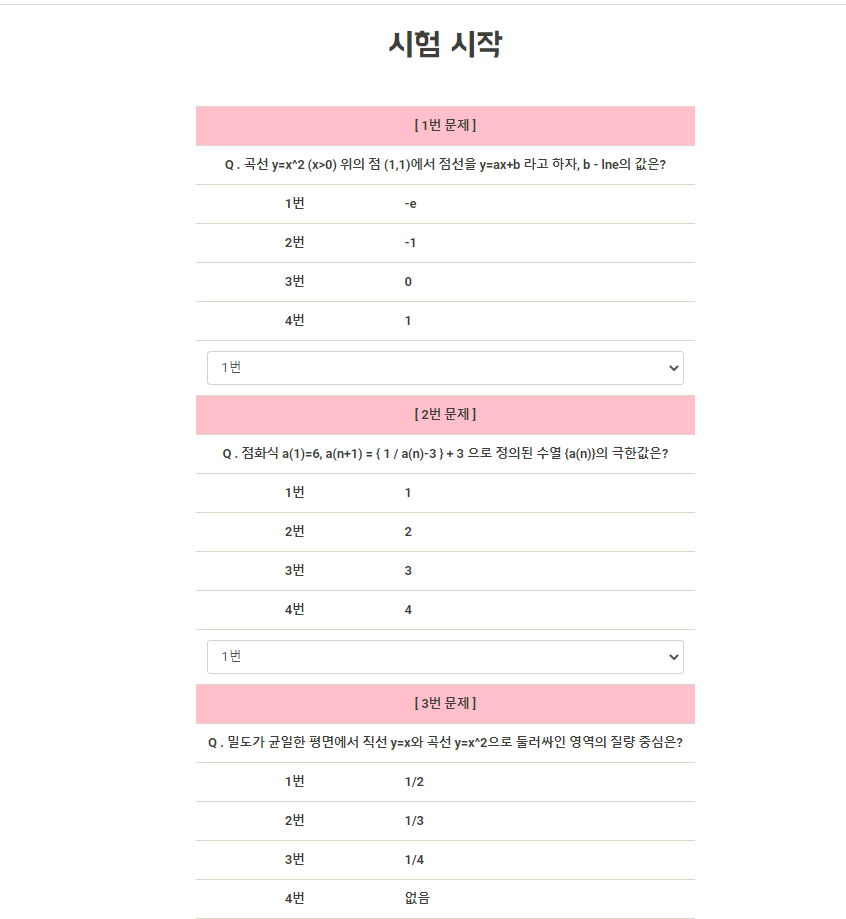 시험 시작
[ 1번 문제 ]
Q . 곡선 y=x^2 (x>0) 위의 점 (1,1)에서 점선을 y=ax+b 라고 하자, b - lne의 값은?
1번 -e
2번 -1
3번 0
4번 1
1번
[ 2번 문제 ]
Q . 점화식 a(1)=6, a(n+1) = { 1 / a(n)-3 } + 3 으로 정의된 수열 {a(n)}의 극한값은?
1번 1
2번 2
3번 3
4번 4
1번
[ 3번 문제 ]
Q . 밀도가 균일한 평면에서 직선 y=x와 곡선 y=x^2으로 둘러싸인 영역의 질량 중심은?
1번 1/2
2번 1/3
3번 1/4
4번 없음